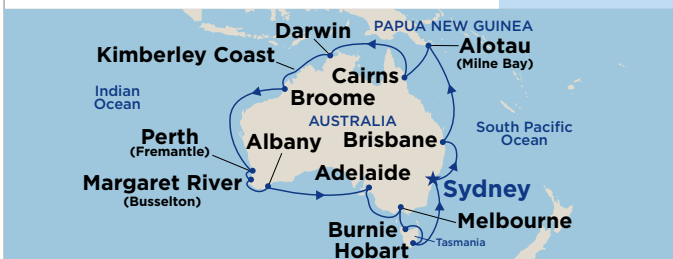 Darwin
PAPUA NEW GUINEA
Alotau
(Milne Bay)
Kimberley Coast
Cairns
Indian
Ocean
Broome
AUSTRALIA
South Pacific
Ocean
Perth
(Fremantle)
Albany
Brisbane
Margaret River
(Busselton)
Adelaide
Sydney
Melbourne
Burnie
Hobart
Tasmania